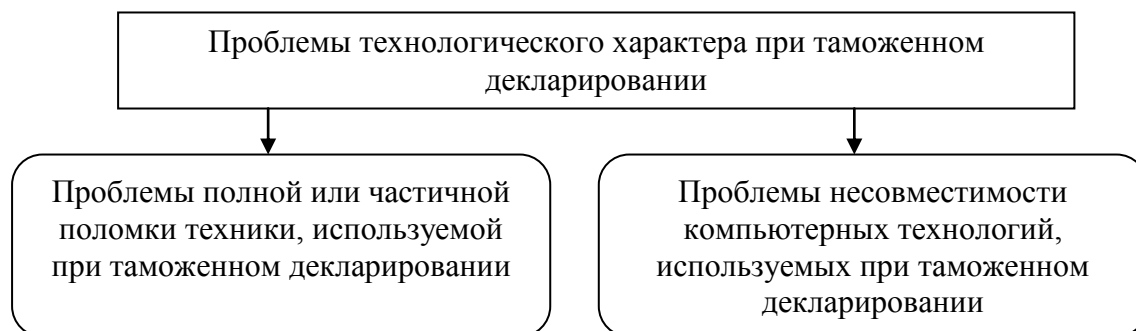 Проблемы технологического характера при таможенном
декларировании
Проблемы полной или частичной
поломки техники, используемой
при таможенном декларировании
Проблемы несовместимости
компьютерных технологий,
используемых при таможенном
декларировании